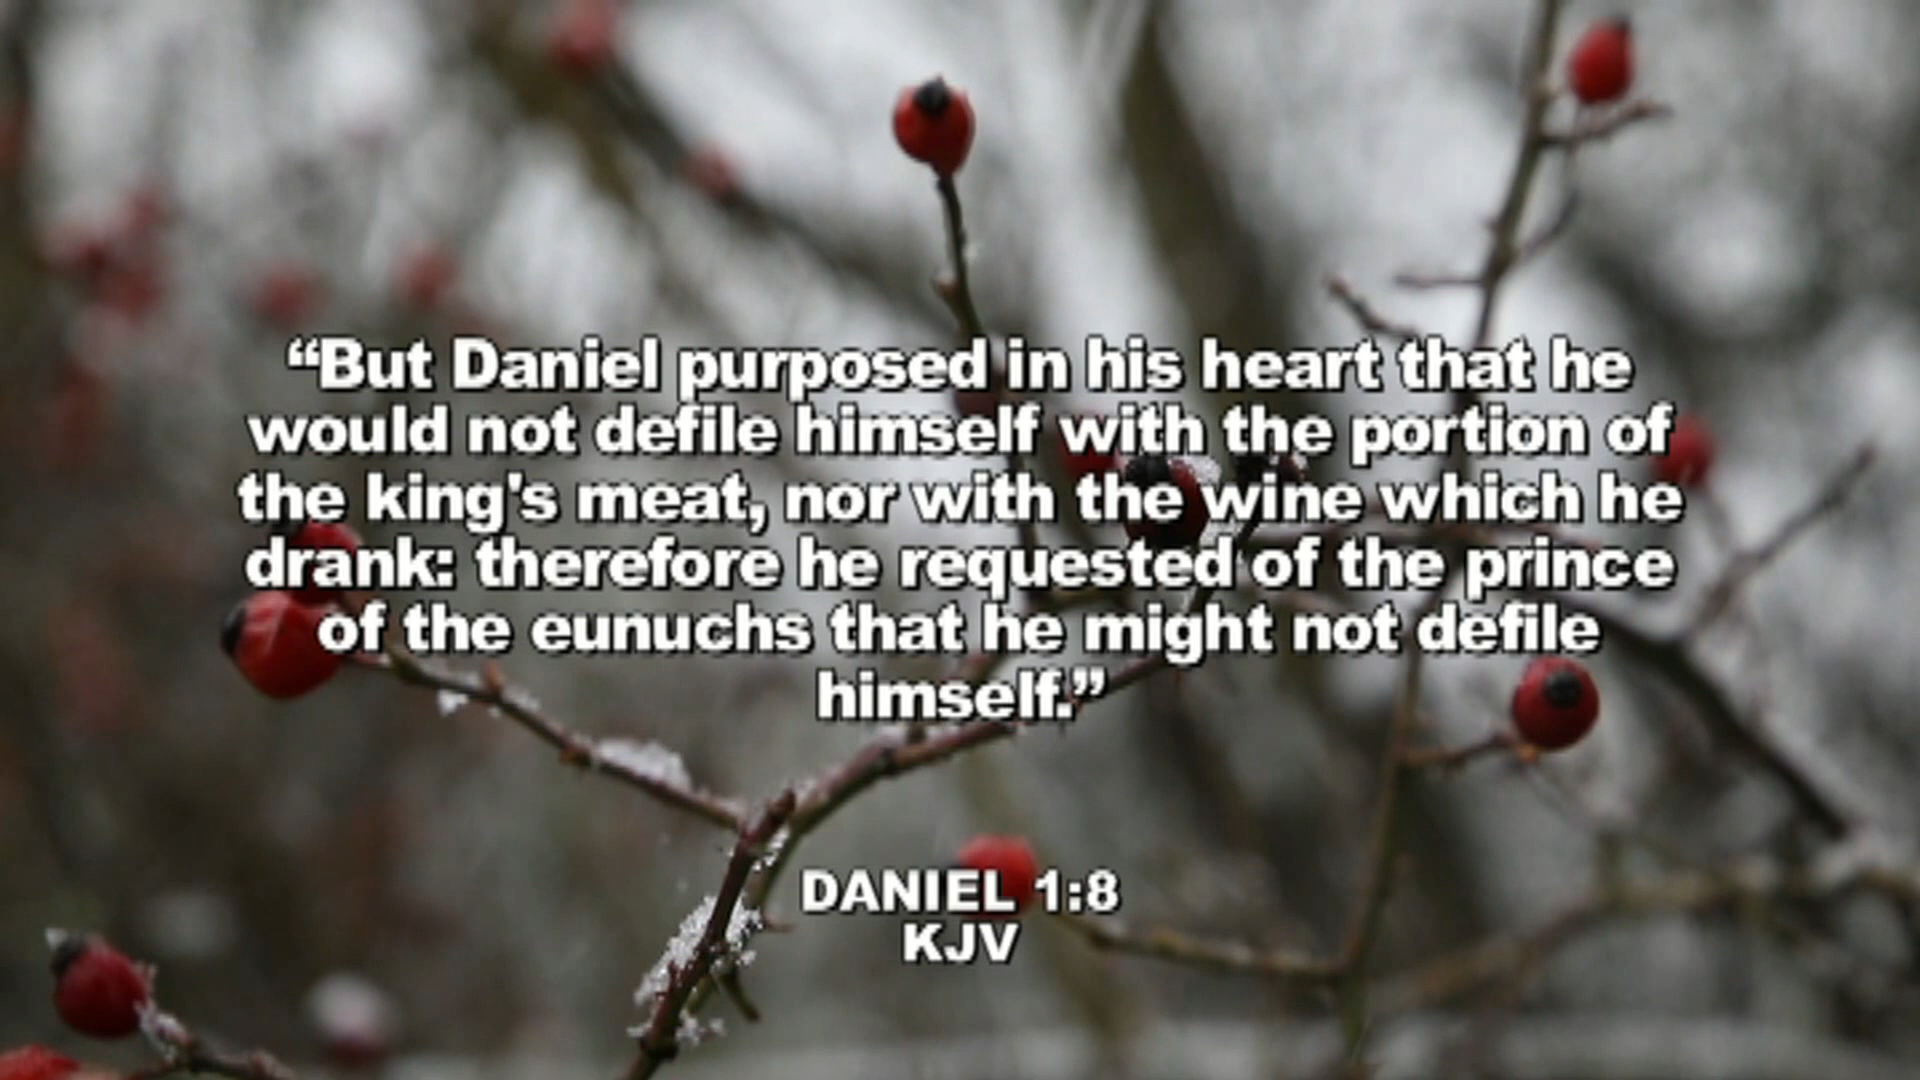 “But Daniel purposed in his heart that he
would not defile himself with the portion of
the king's meat, nor with the wine which he
drank: therefore he requested of the prince
of the eunuchs that he might not defile
himself.”
DANIEL 1:8
KJV